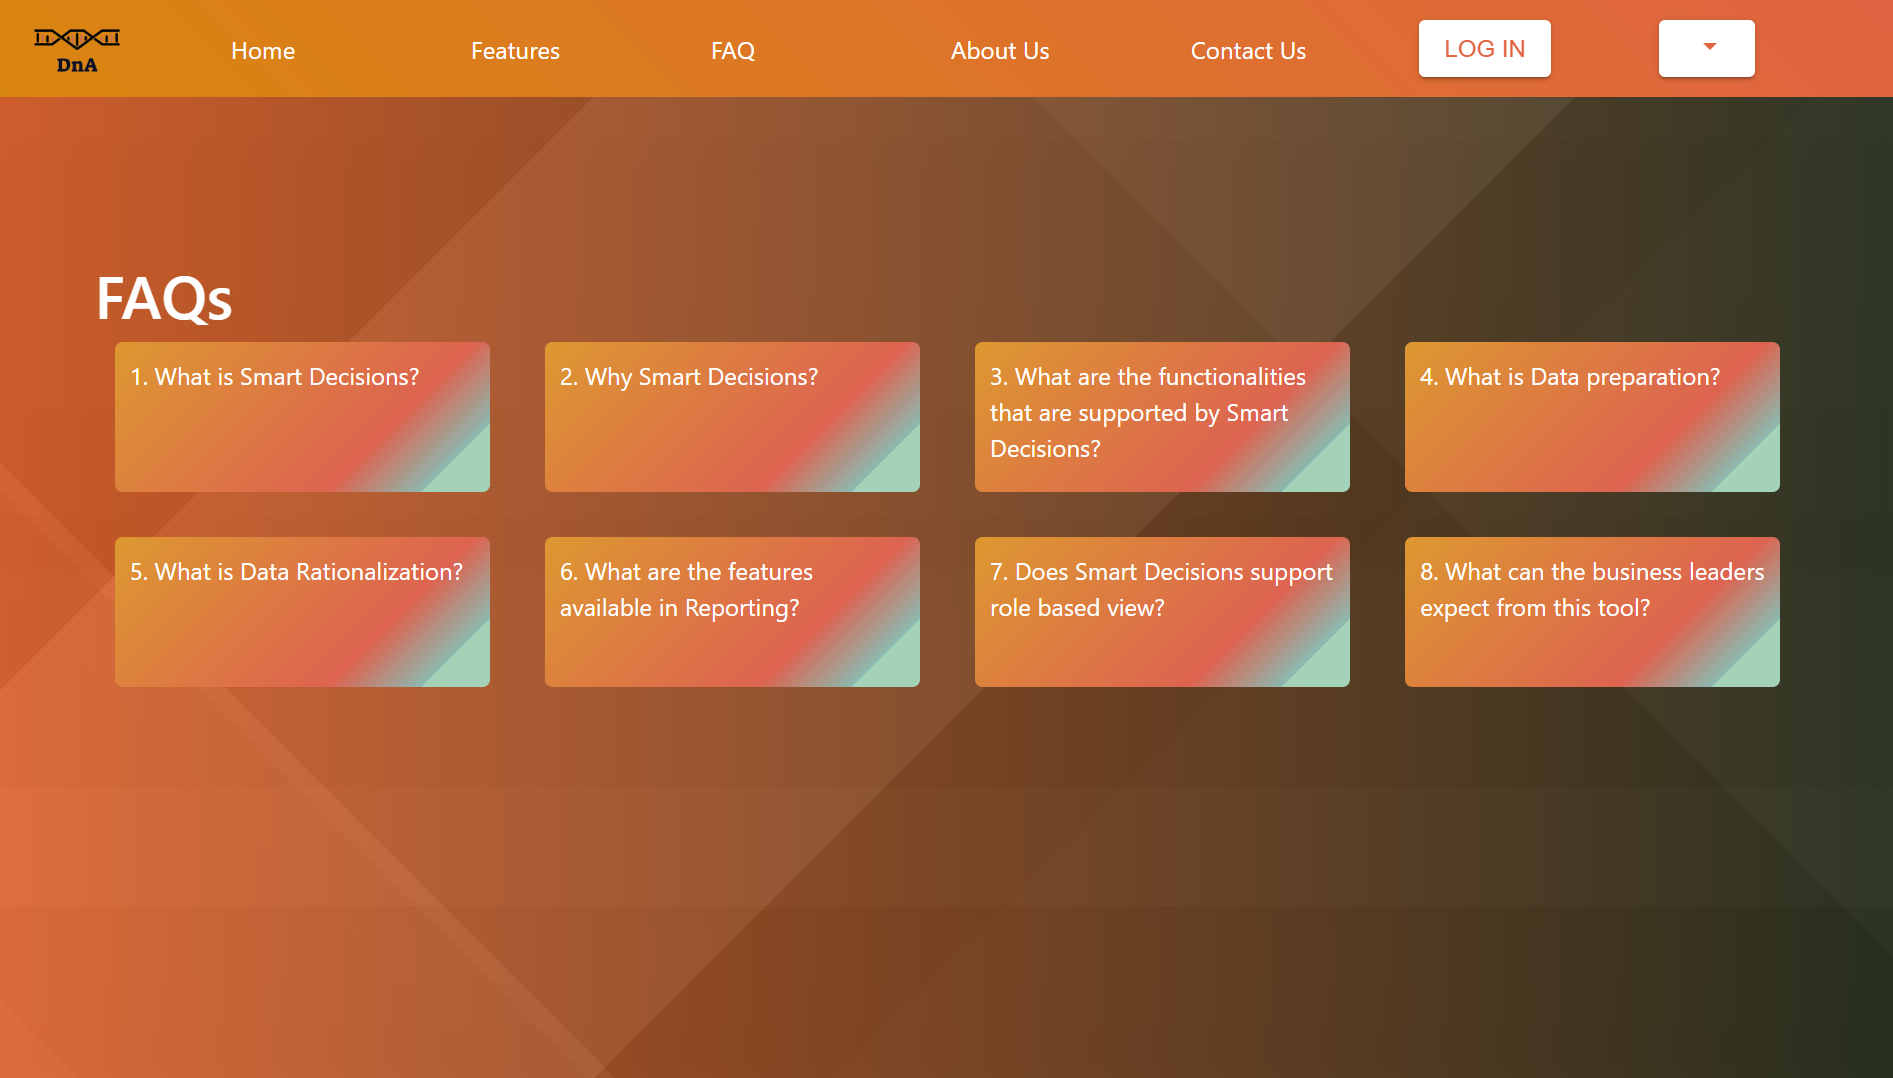 DnA
Home
Features
FAQ
About Us
Contact Us
LOG IN
FAQs
1. What is Smart Decisions?
2. Why Smart Decisions?
3. What are the functionalities
that are supported by Smart
Decisions?
4. What is Data preparation?
5. What is Data Rationalization?
6. What are the features
available in Reporting?
7. Does Smart Decisions support
role based view?
8. What can the business leaders
expect from this tool?